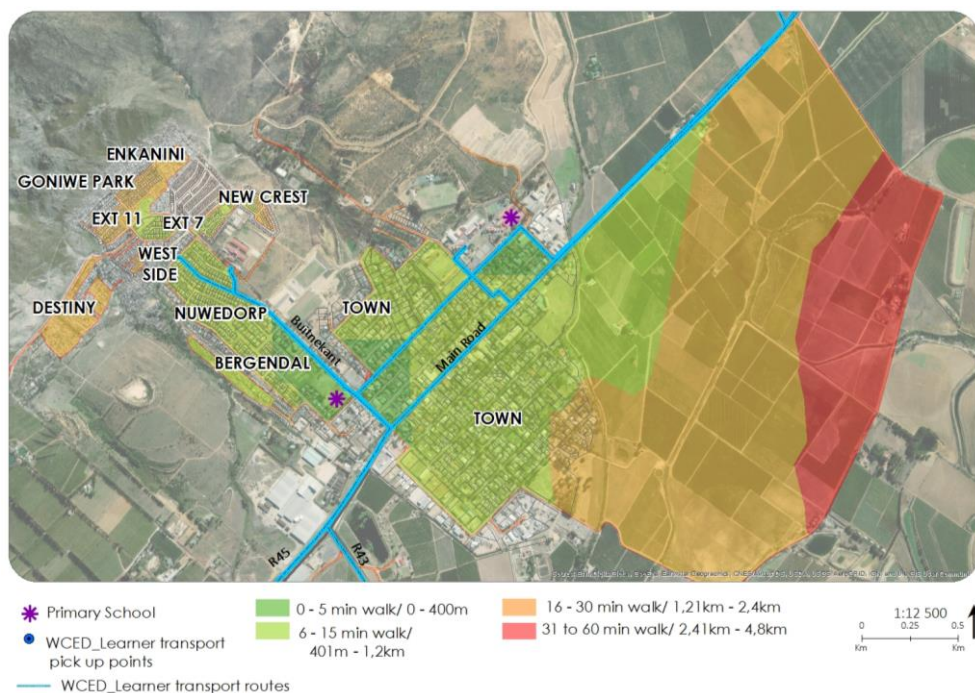 ENKANINI
GONIWE PARK
NEW CREST
EXT 11
EXT 7
WEST
SIDE
DESTINY
NUWEDORP
TOWN
Buitnekant
Main Road
BERGENDAL
TOWN
R45
R43
Primary School
WCED_Learner transport
pick up points
WCED_Learner transport routes
0 - 5 min walk/ 0 - 400m
6 - 15 min walk/
401m - 1,2km
16 - 30 min walk/ 1,21km - 2,4km
31 to 60 min walk/ 2,41km - 4,8km
1:12 500
0 0.25 0.5
Km Km